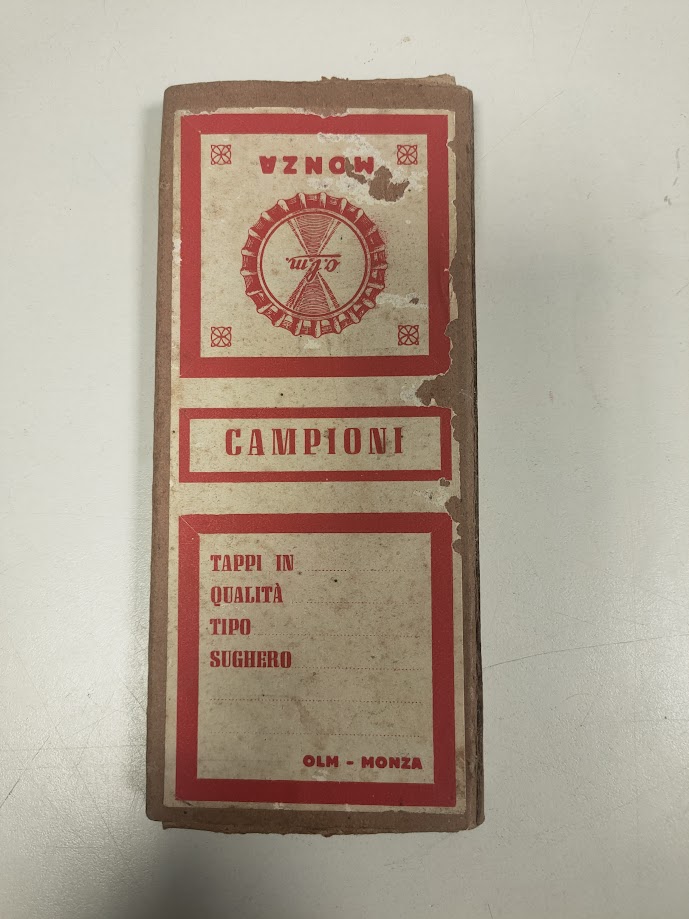 MONZA
o.l.m.
CAMPIONI
TAPPI IN
QUALITÀ
TIPO
SUGHERO
OLM - MONZA